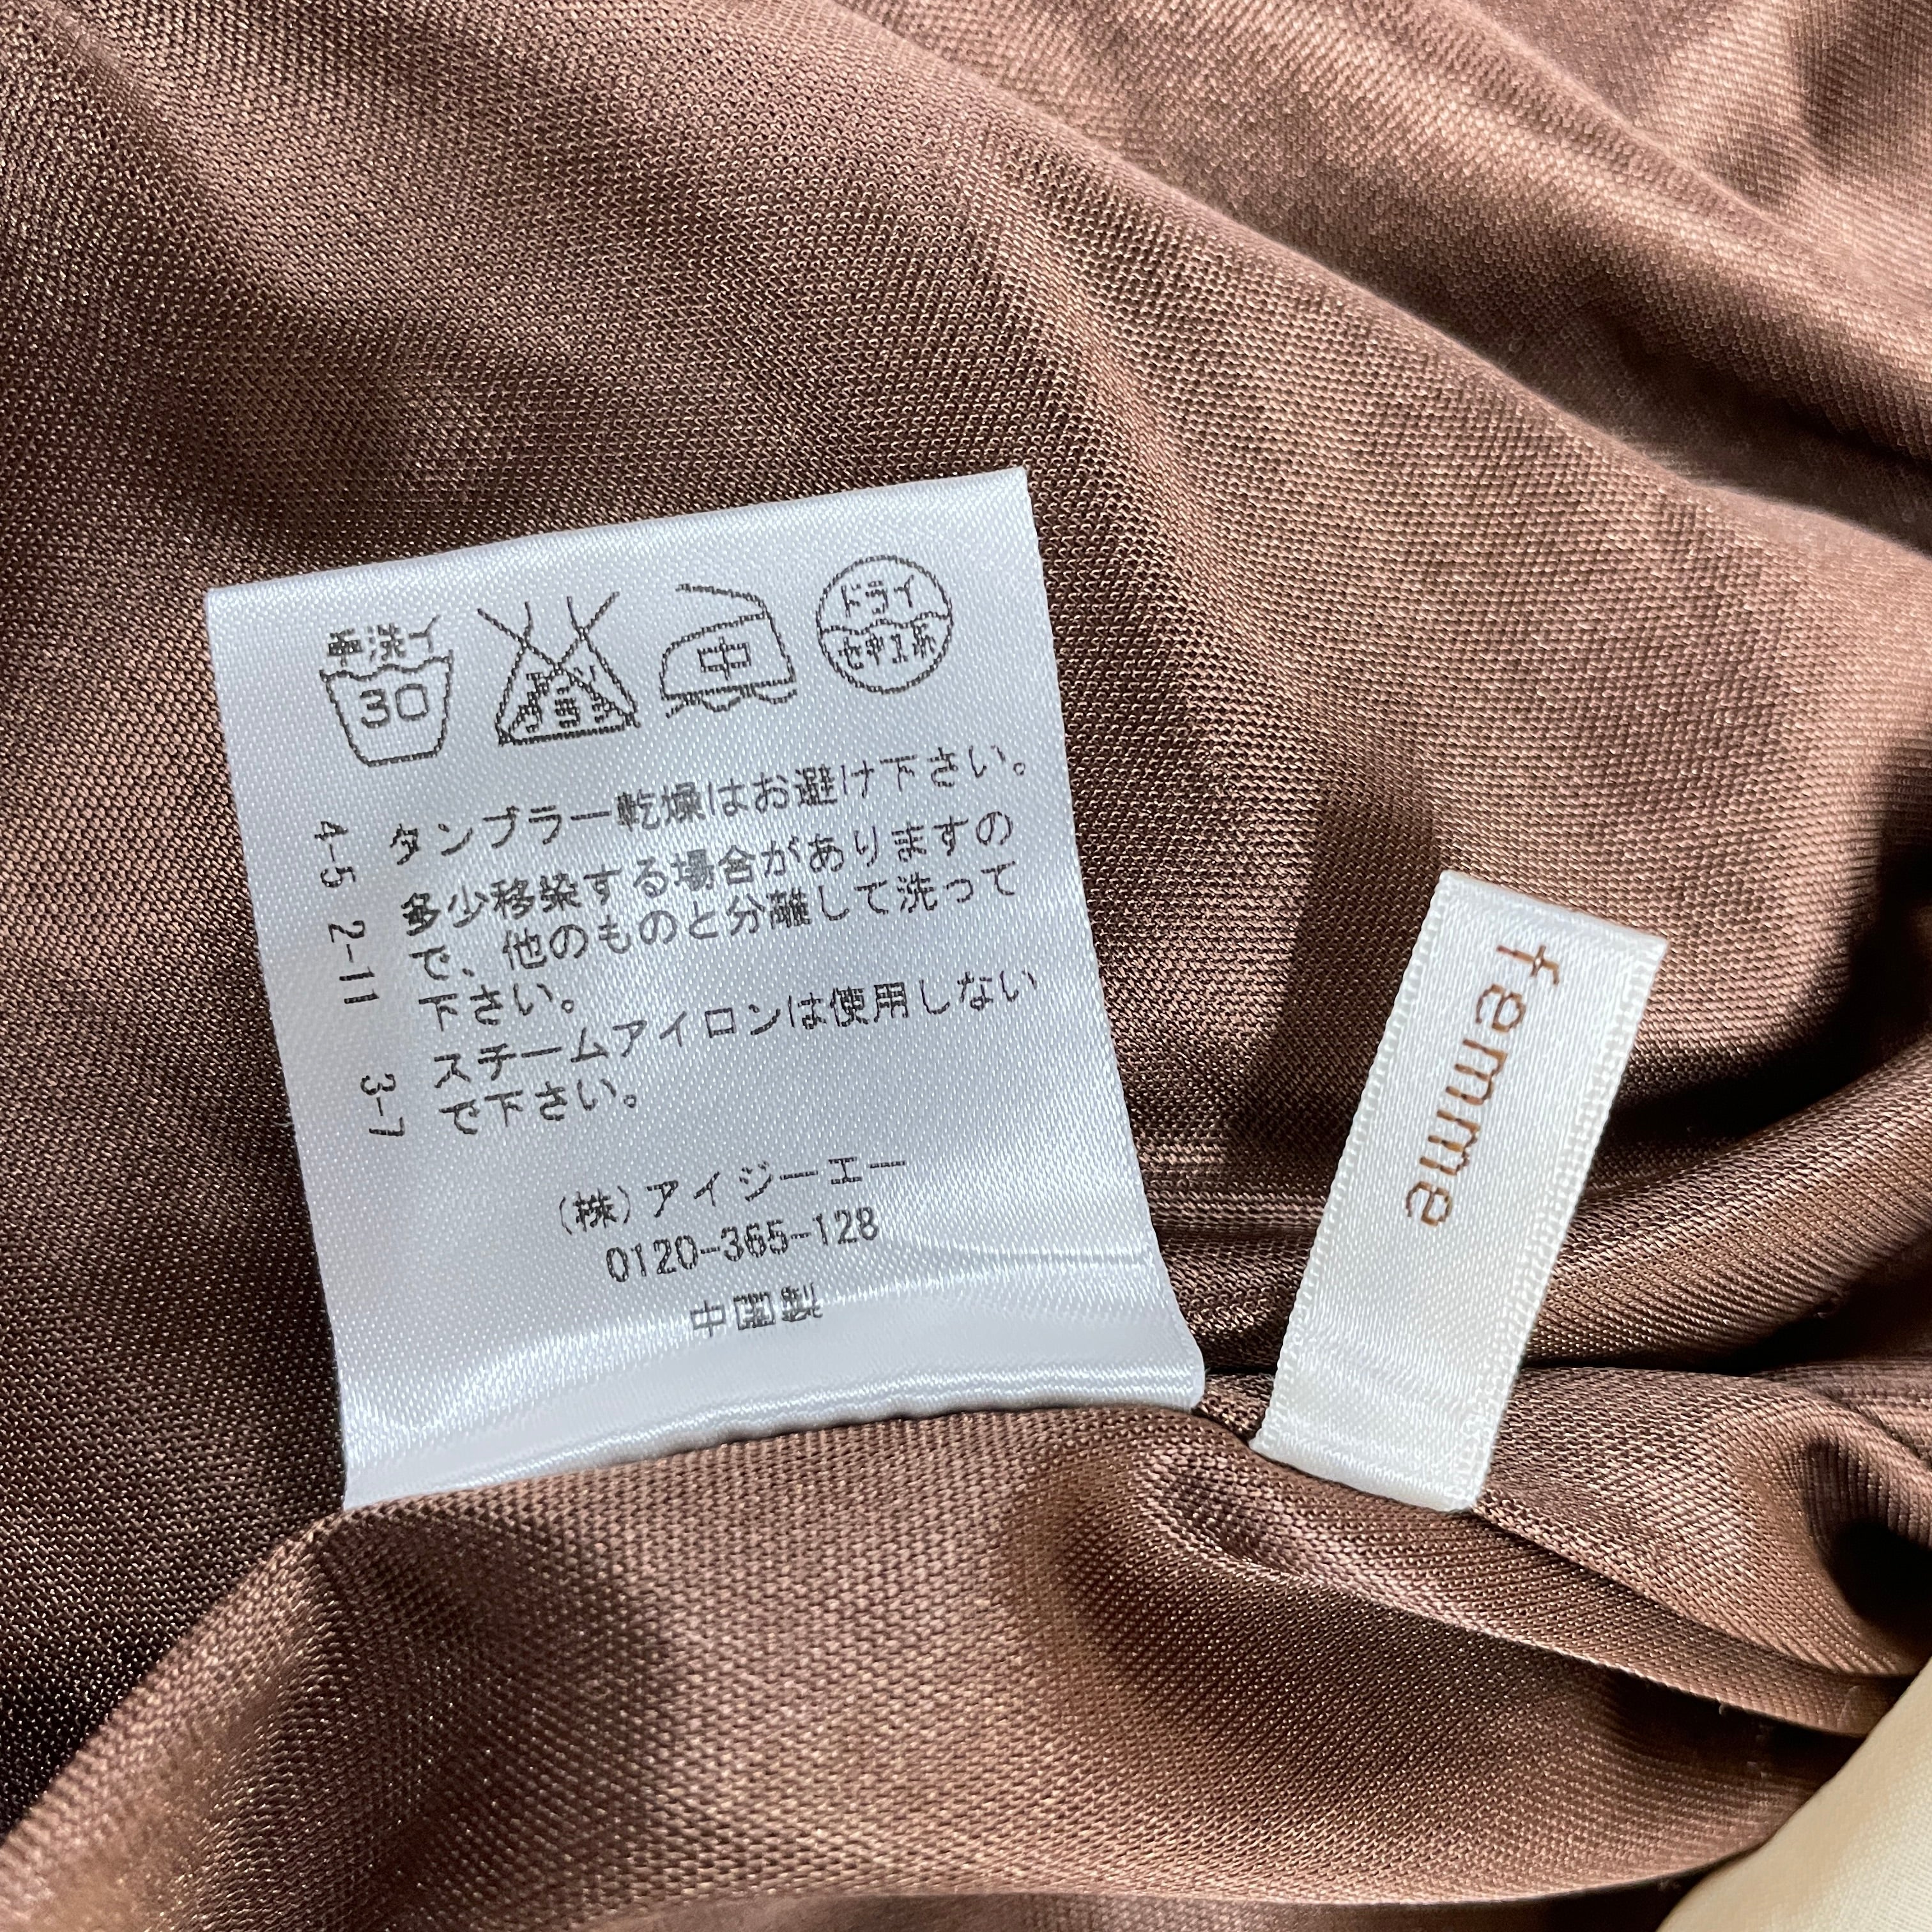 手洗イ
30
エンソ
中
ドライ
セキユ系
4-5 タンブラー乾燥はお避け下さい。
2-11 多少移染する場合がありますの
で、他のものと分離して洗って
下さい。
3-7 スチームアイロンは使用しない
で下さい。
(株)アイジーエー
0120-365-128
中国製
femme